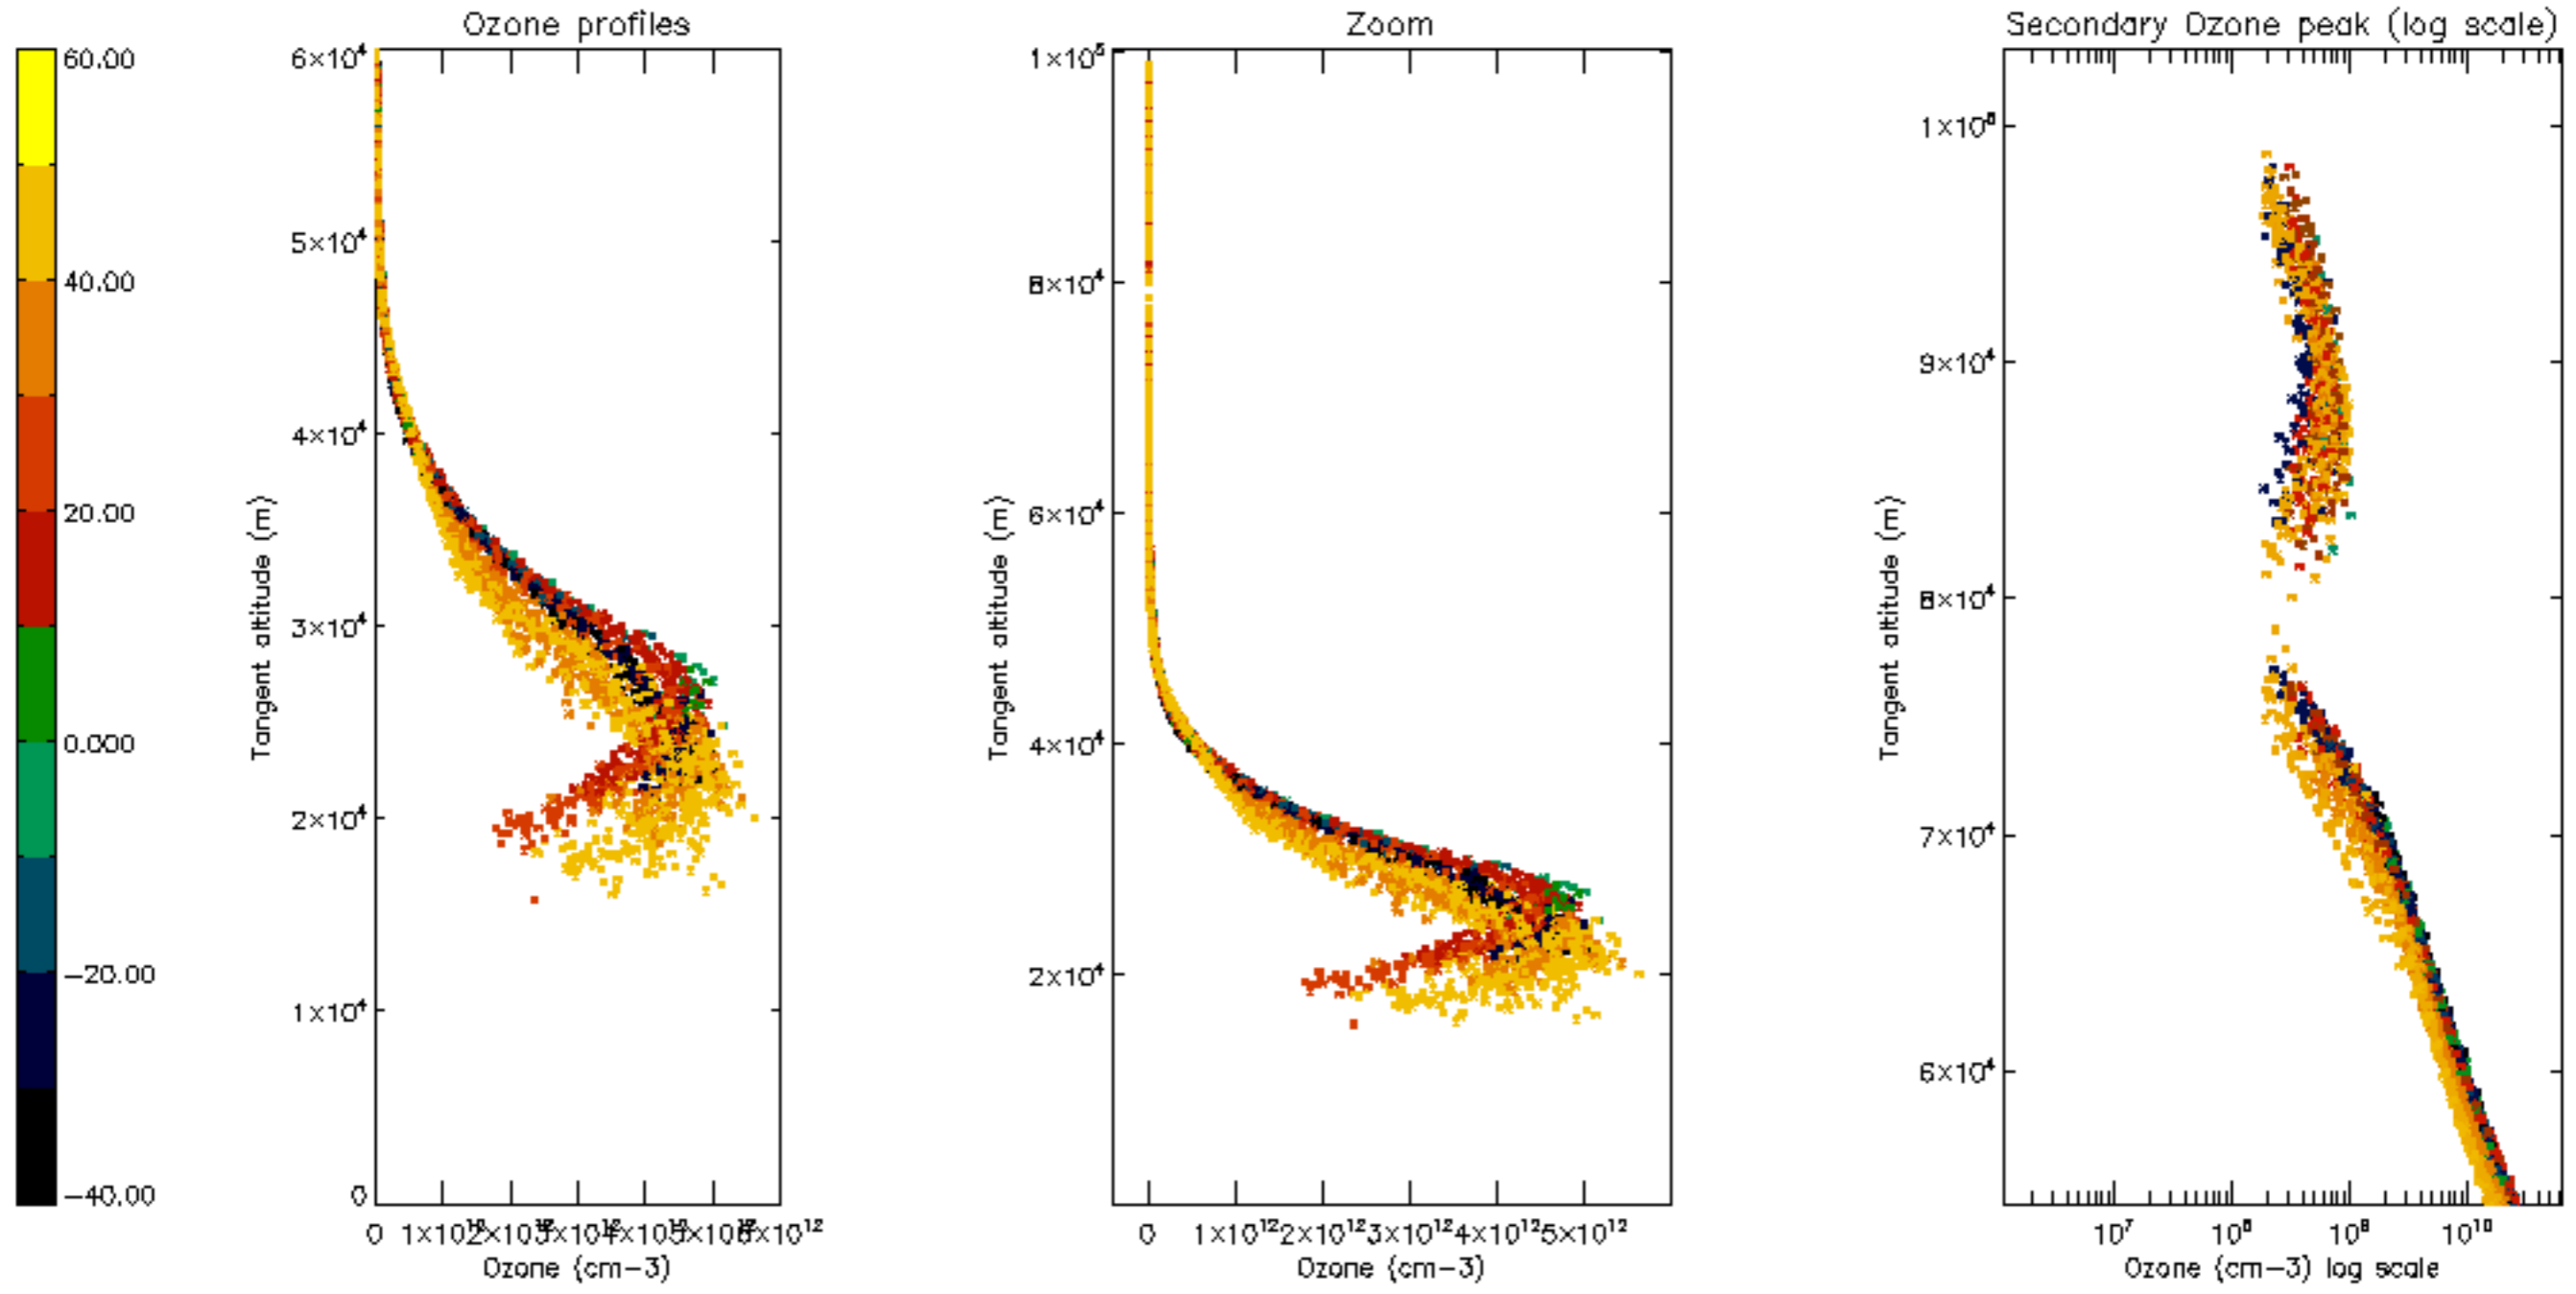 Ozone profiles
Zoom
Secondary Ozone peak (log scale)
60.00
40.00
20.00
0.000
−20.00
−40.00
6×10⁴
5×10⁴
4×10⁴
3×10⁴
2×10⁴
1×10⁴
0
Tangent altitude (m)
0
Ozone (cm−3)
1×10⁵
8×10⁴
6×10⁴
4×10⁴
2×10⁴
Tangent altitude (m)
0 1×10¹² 2×10¹² 3×10¹² 4×10¹² 5×10¹²
Ozone (cm−3)
1×10⁵
9×10⁴
8×10⁴
7×10⁴
6×10⁴
Tangent altitude (m)
10⁷ 10⁸ 10⁹ 10¹⁰
Ozone (cm−3) log scale